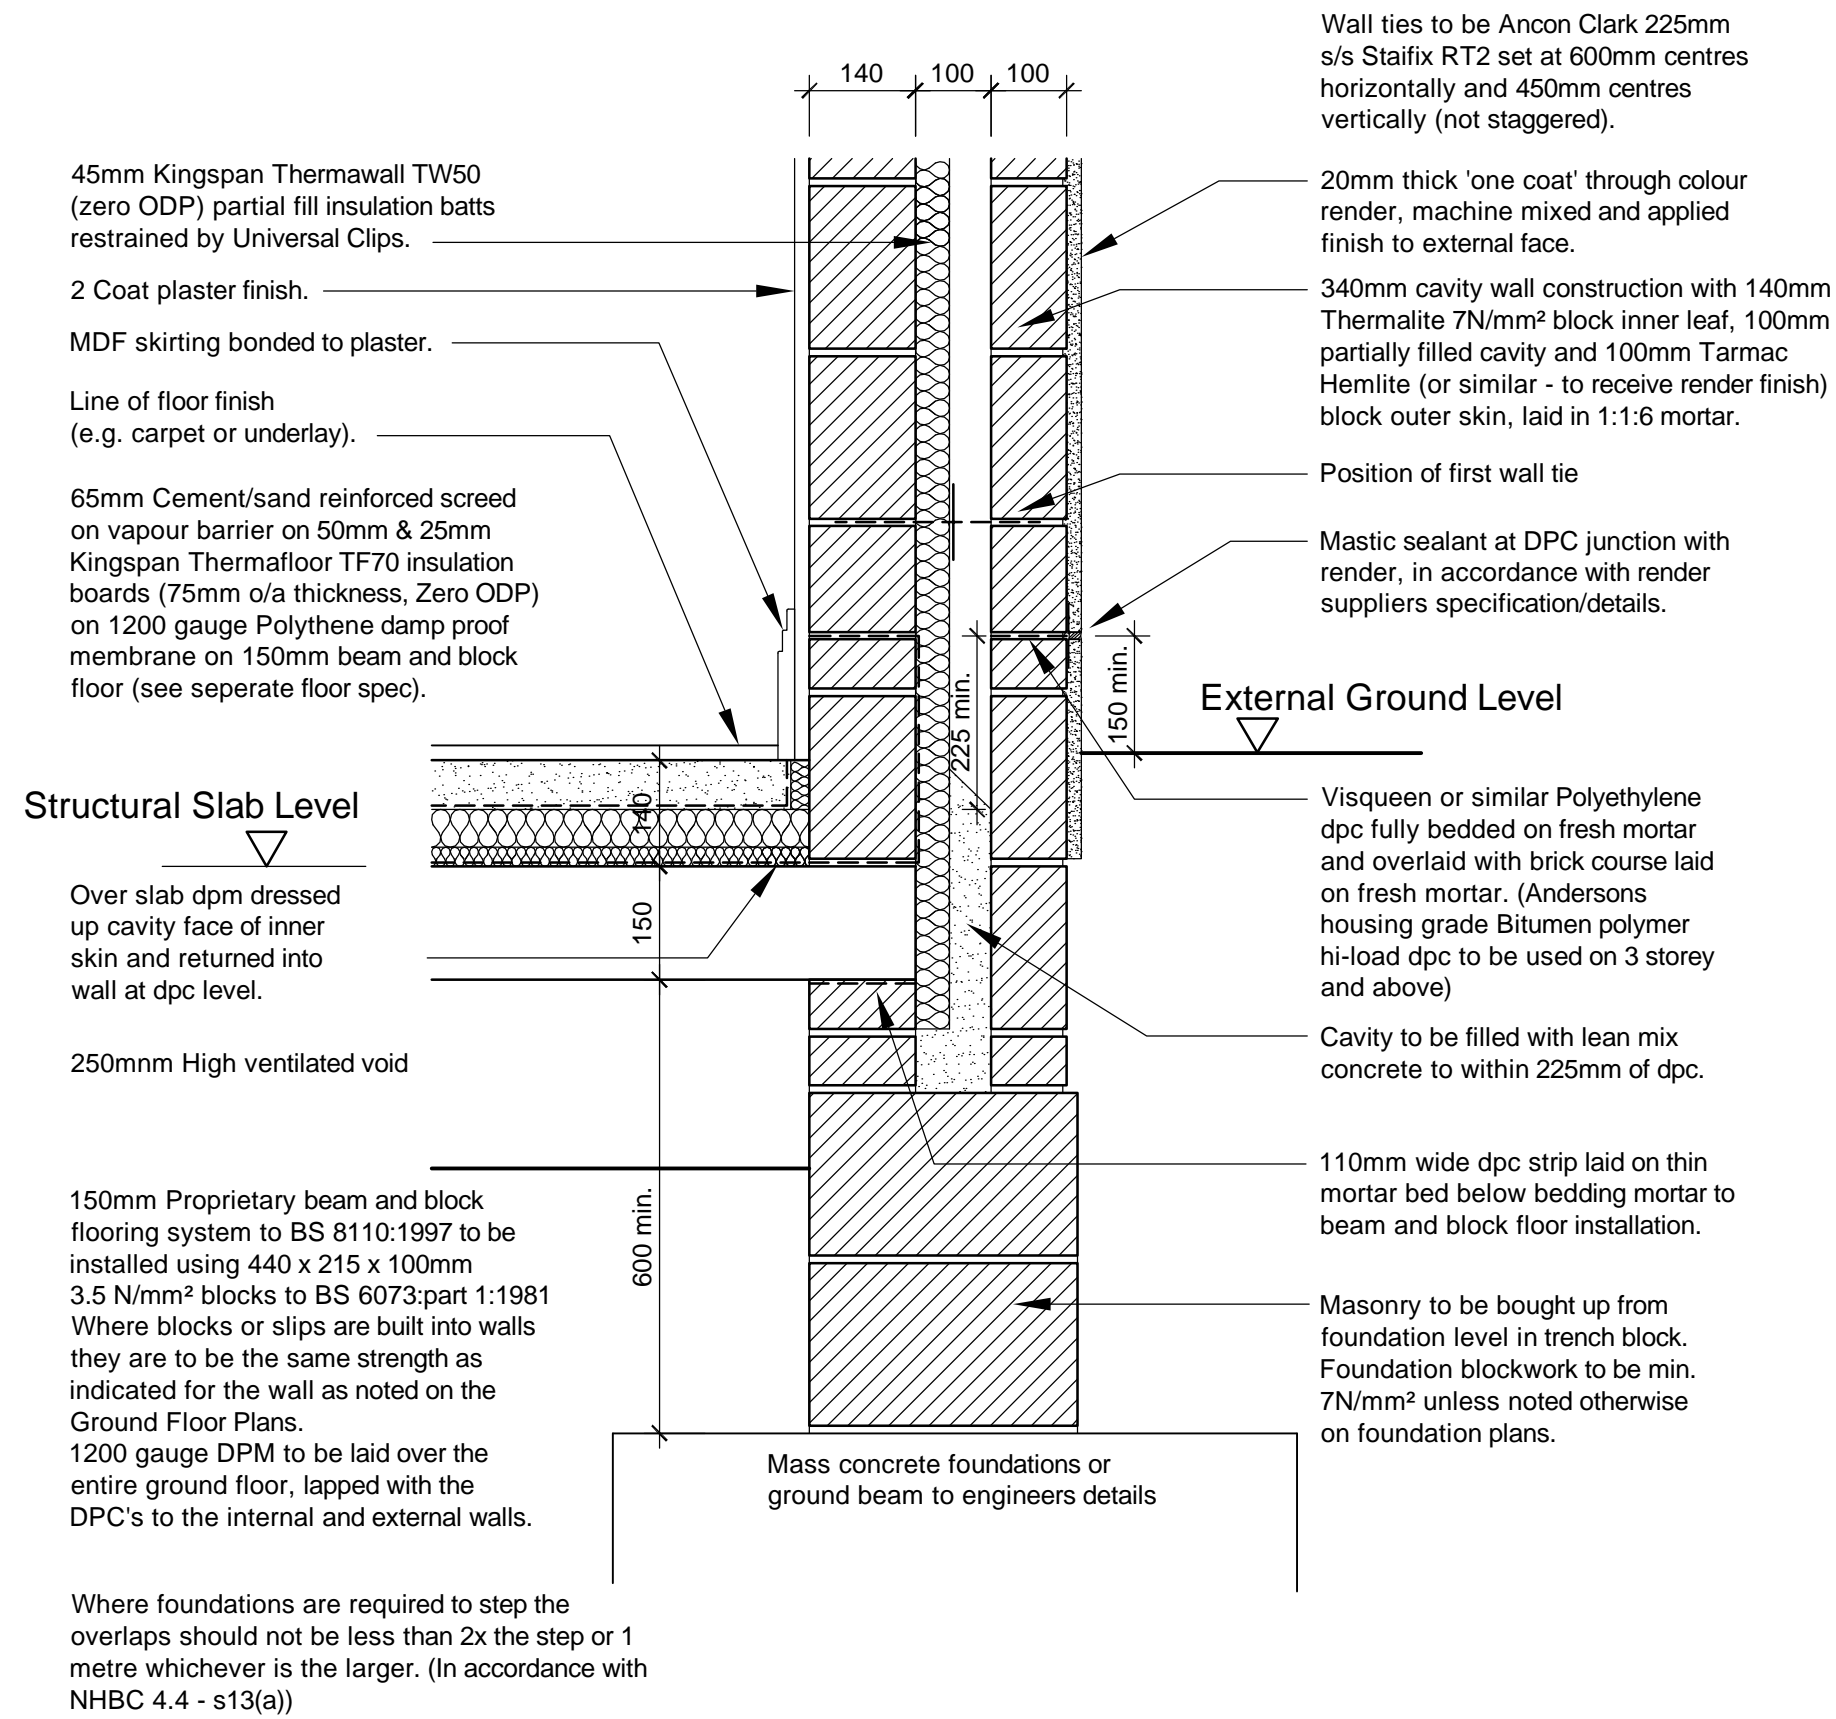 Wall ties to be Ancon Clark 225mm
s/s Staifix RT2 set at 600mm centres
horizontally and 450mm centres
vertically (not staggered).
140
100
100
45mm Kingspan Thermawall TW50
(zero ODP) partial fill insulation batts
restrained by Universal Clips.
2 Coat plaster finish.
MDF skirting bonded to plaster.
Line of floor finish
(e.g. carpet or underlay).
65mm Cement/sand reinforced screed
on vapour barrier on 50mm & 25mm
Kingspan Thermafloor TF70 insulation
boards (75mm o/a thickness, Zero ODP)
on 1200 gauge Polythene damp proof
membrane on 150mm beam and block
floor (see seperate floor spec).
Structural Slab Level
Over slab dpm dressed
up cavity face of inner
skin and returned into
wall at dpc level.
250mnm High ventilated void
150mm Proprietary beam and block
flooring system to BS 8110:1997 to be
installed using 440 x 215 x 100mm
3.5 N/mm² blocks to BS 6073:part 1:1981
Where blocks or slips are built into walls
they are to be the same strength as
indicated for the wall as noted on the
Ground Floor Plans.
1200 gauge DPM to be laid over the
entire ground floor, lapped with the
DPC's to the internal and external walls.
Where foundations are required to step the
overlaps should not be less than 2x the step or 1
metre whichever is the larger. (In accordance with
NHBC 4.4 - s13(a))
140
150
600 min.
225 min.
150 min.
Mass concrete foundations or
ground beam to engineers details
20mm thick 'one coat' through colour
render, machine mixed and applied
finish to external face.
340mm cavity wall construction with 140mm
Thermalite 7N/mm² block inner leaf, 100mm
partially filled cavity and 100mm Tarmac
Hemlite (or similar - to receive render finish)
block outer skin, laid in 1:1:6 mortar.
Position of first wall tie
Mastic sealant at DPC junction with
render, in accordance with render
suppliers specification/details.
External Ground Level
Visqueen or similar Polyethylene
dpc fully bedded on fresh mortar
and overlaid with brick course laid
on fresh mortar. (Andersons
housing grade Bitumen polymer
hi-load dpc to be used on 3 storey
and above)
Cavity to be filled with lean mix
concrete to within 225mm of dpc.
110mm wide dpc strip laid on thin
mortar bed below bedding mortar to
beam and block floor installation.
Masonry to be bought up from
foundation level in trench block.
Foundation blockwork to be min.
7N/mm² unless noted otherwise
on foundation plans.